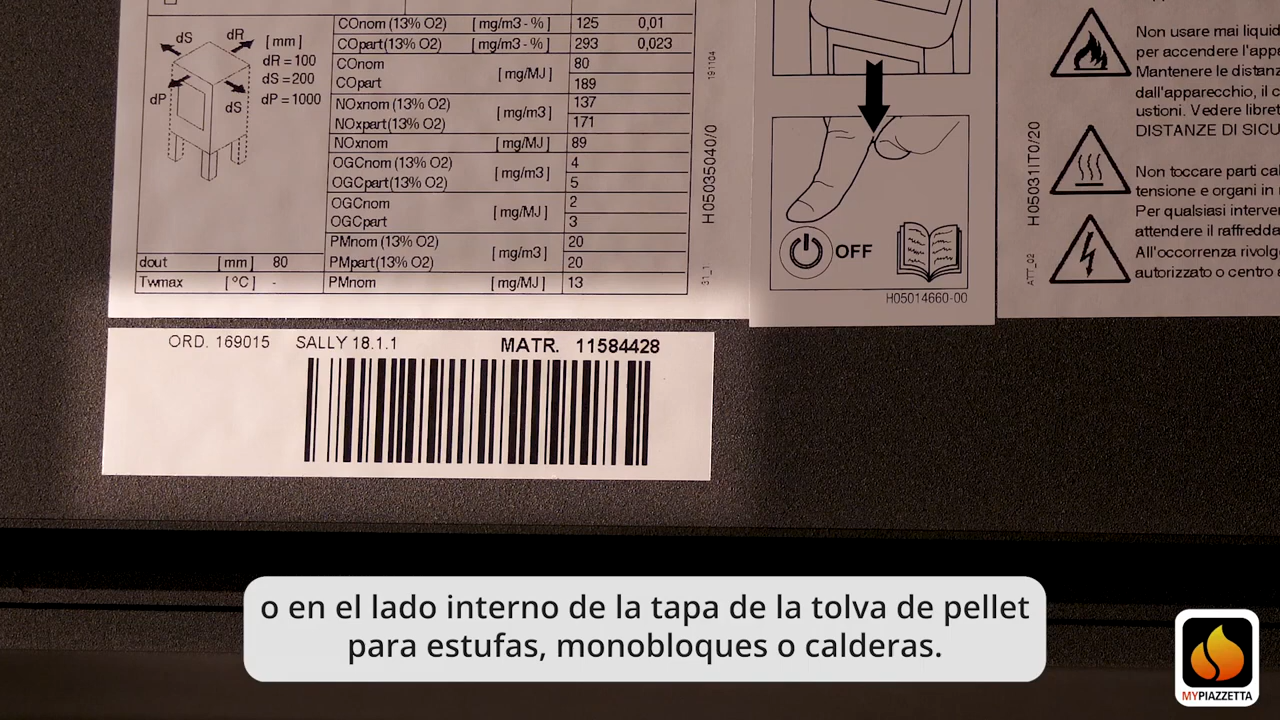 COnom (13% O2) [mg/m3 - %] 125 0,01
COpart(13% O2) [mg/m3 - %] 293 0,023
COnom [mg/MJ] 80
COpart 189
NOxnom (13% O2) [mg/m3] 137
NOxpart(13% O2) 171
NOxnom [mg/MJ] 89
OGCnom (13% O2) [mg/m3] 4
OGCpart(13% O2) 5
OGCnom [mg/MJ] 2
OGCpart 3
PMnom (13% O2) [mg/m3] 20
PMpart(13% O2) 20
PMnom [mg/MJ] 13
dS
dR
dP
dS
[mm]
dR=100
dS=200
dP=1000
dout [mm] 80
Twmax [ºC] -
191104
H05035040/0
31_1
OFF
H05014660-00
H05031IT0/20
ATT_02
Non usare mai liquid
per accendere l'app
Mantenere le distanz
dall'apparecchio, il c
ustioni. Vedere libret
DISTANZE DI SICU
Non toccare parti cal
tensione e organi in
Per qualsiasi interver
attendere il raffredda
All'occorrenza rivolg
autorizzato o centro
ORD. 169015 SALLY 18.1.1 MATR. 11584428
o en el lado interno de la tapa de la tolva de pellet
para estufas, monobloques o calderas.
MYPIAZZETTA